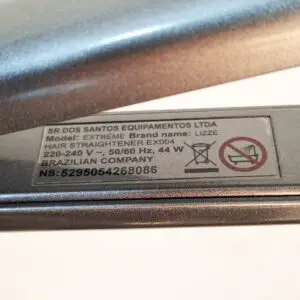 SR DOS SANTOS EQUIPAMENTOS LTDA
Model: EXTREME Brand name: LIZZE
HAIR STRAIGHTENER EX004
220-240 V ~, 50/60 Hz, 44 W
BRAZILIAN COMPANY
NS: 5295054268086